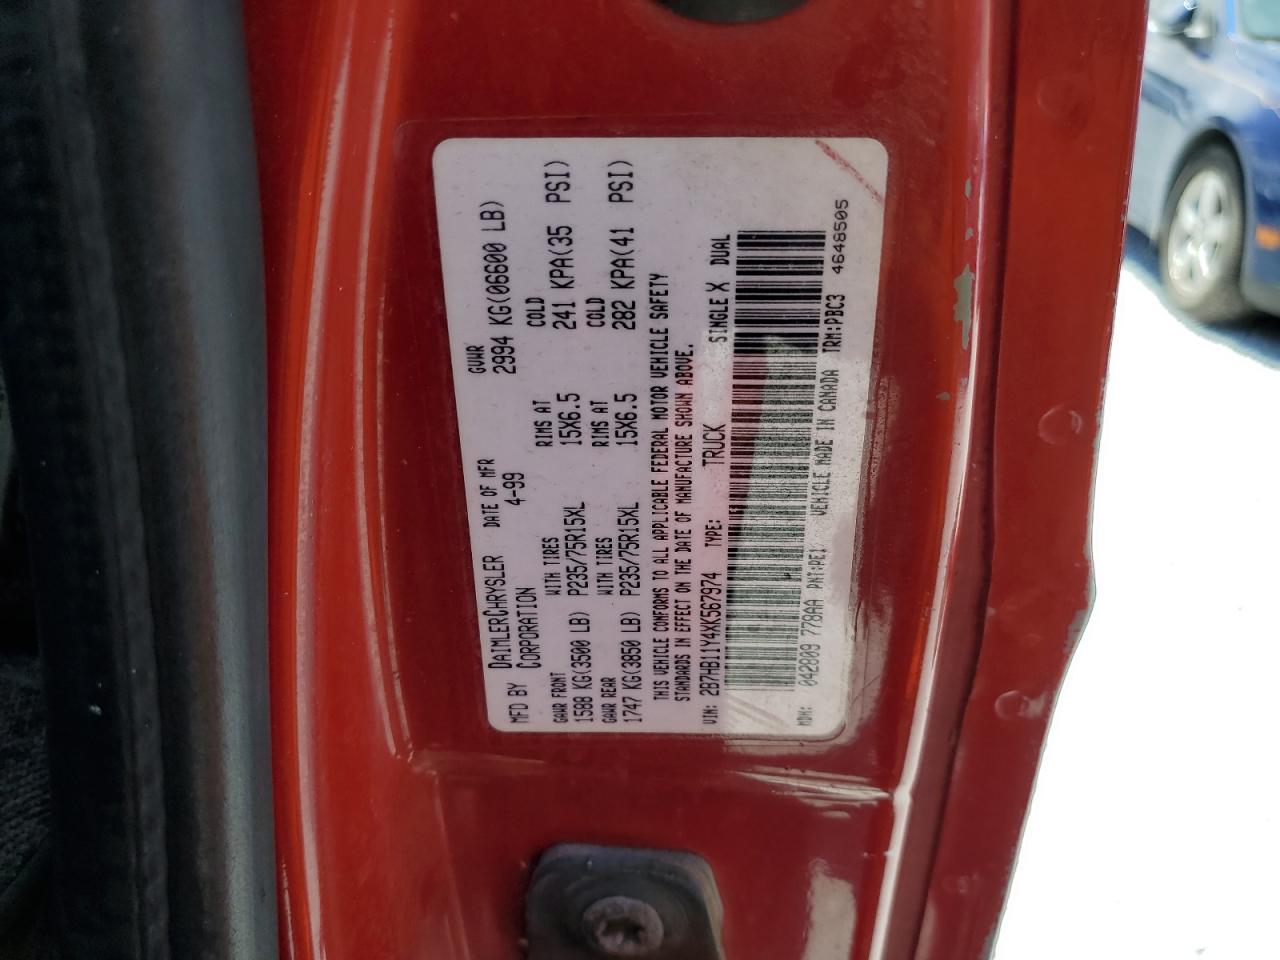 MFD BY DAIMLERCHRYSLER CORPORATION
DATE OF MFR 4-99
GVWR 2994 KG(06600 LB)
GAWR FRONT WITH TIRES RIMS AT COLD
1588 KG(3500 LB) P235/75R15XL 15X6.5 241 KPA(35 PSI)
GAWR REAR WITH TIRES RIMS AT COLD
1747 KG(3850 LB) P235/75R15XL 15X6.5 282 KPA(41 PSI)
THIS VEHICLE CONFORMS TO ALL APPLICABLE FEDERAL MOTOR VEHICLE SAFETY
STANDARDS IN EFFECT ON THE DATE OF MANUFACTURE SHOWN ABOVE.
VIN: 2B7HB11Y4XK567974 TYPE: TRUCK SINGLE X DUAL
MDH: 042809 778AA PNT:PE1 VEHICLE MADE IN CANADA TRM:PBC3 4648505